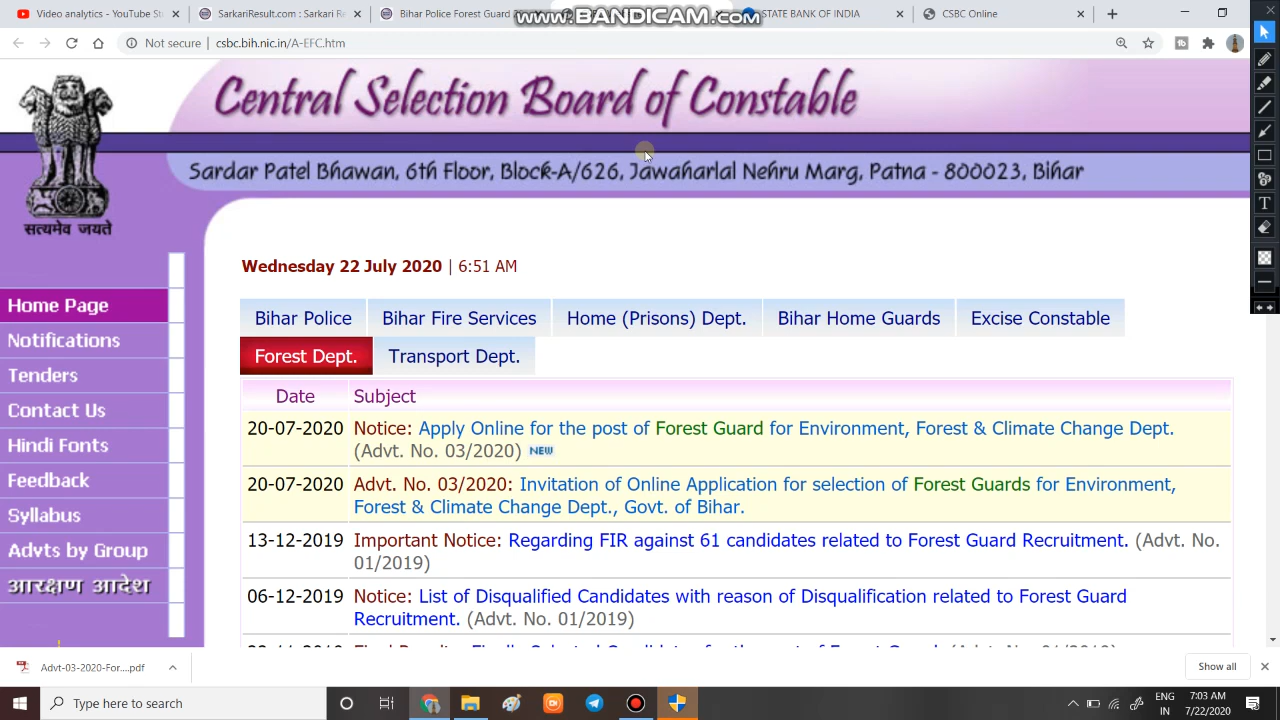 Video analytics - YouTube St
SarkariResult.com : Sarkari Re
Bihar Police Forest Guard
STATE BANK OF INDIA
CSBC Online
www.BANDICAM.com
Not secure | csbc.bih.nic.in/A-EFC.htm
Central Selection Board of Constable
Sardar Patel Bhawan, 6th Floor, Block-A/626, Jawaharlal Nehru Marg, Patna - 800023, Bihar
सत्यमेव जयते
Wednesday 22 July 2020 | 6:51 AM
Home Page
Notifications
Tenders
Contact Us
Hindi Fonts
Feedback
Syllabus
Advts by Group
आरक्षण आदेश
Bihar Police
Bihar Fire Services
Home (Prisons) Dept.
Bihar Home Guards
Excise Constable
Forest Dept.
Transport Dept.
Date Subject
20-07-2020 Notice: Apply Online for the post of Forest Guard for Environment, Forest & Climate Change Dept.
(Advt. No. 03/2020) NEW
20-07-2020 Advt. No. 03/2020: Invitation of Online Application for selection of Forest Guards for Environment,
Forest & Climate Change Dept., Govt. of Bihar.
13-12-2019 Important Notice: Regarding FIR against 61 candidates related to Forest Guard Recruitment. (Advt. No.
01/2019)
06-12-2019 Notice: List of Disqualified Candidates with reason of Disqualification related to Forest Guard
Recruitment. (Advt. No. 01/2019)
Advt-03-2020-For....pdf
Show all
Type here to search
ENG
IN
7:03 AM
7/22/2020